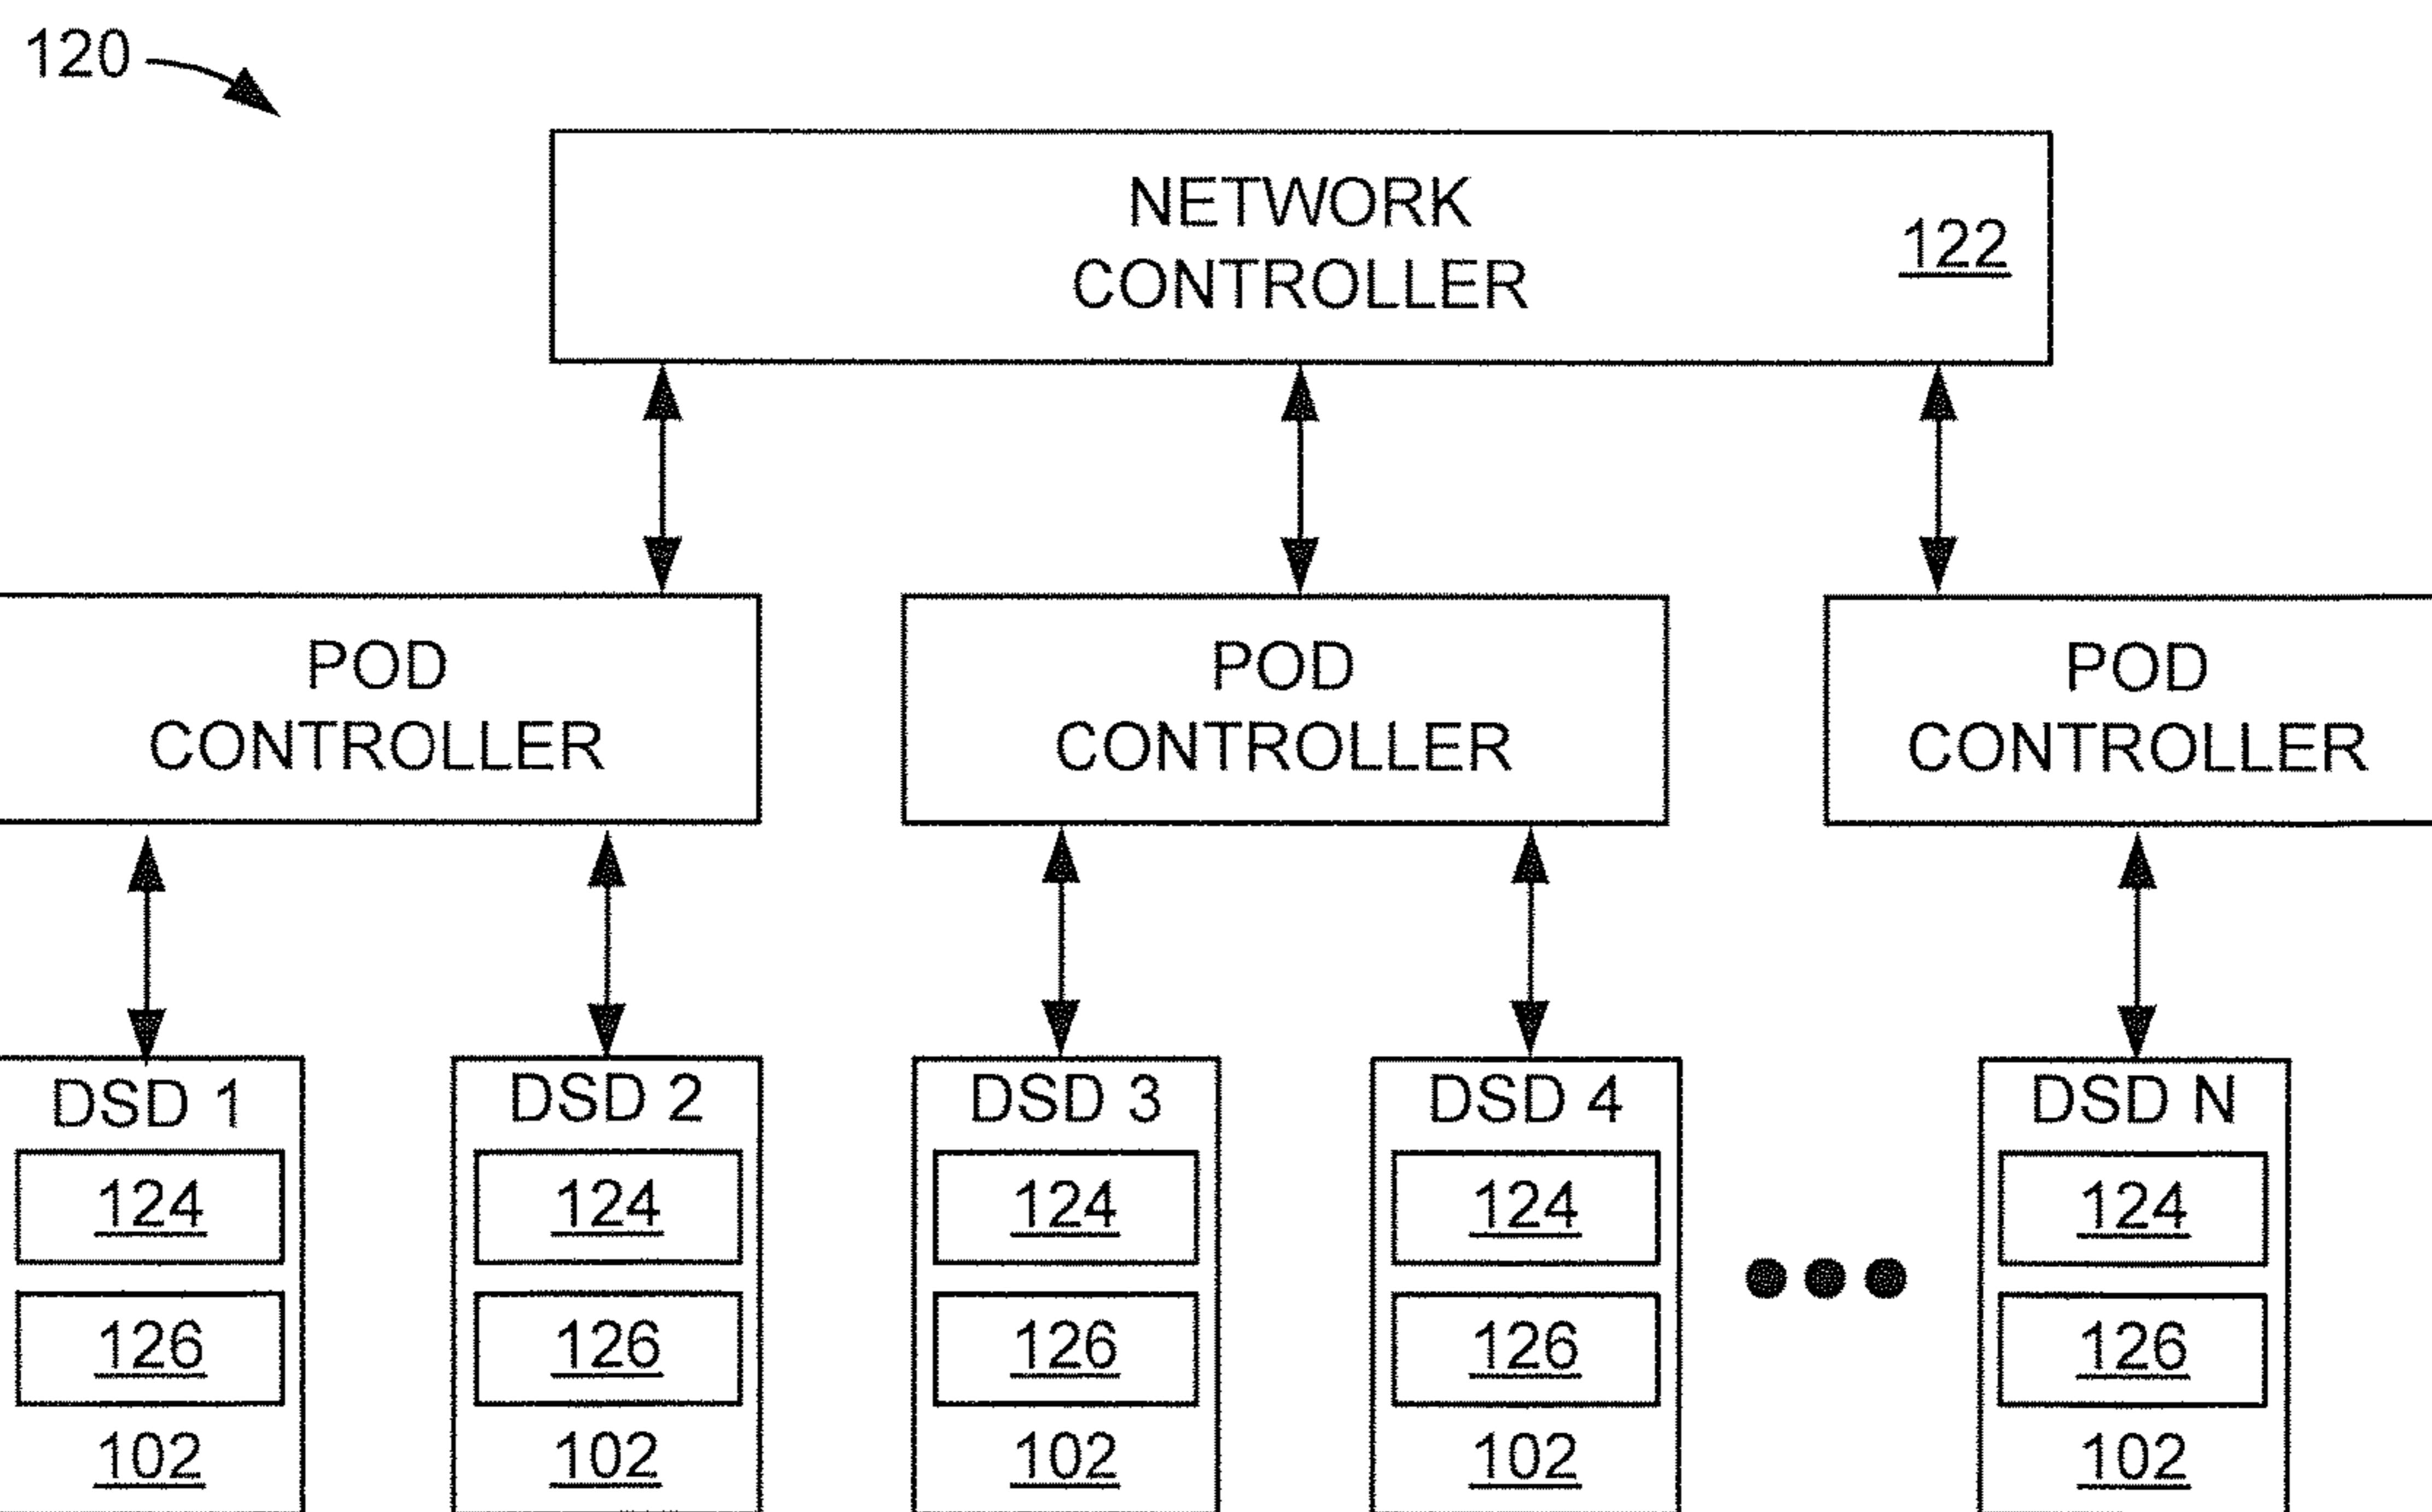 120
NETWORK
CONTROLLER
122
POD
CONTROLLER
POD
CONTROLLER
POD
CONTROLLER
DSD 1
124
126
102
DSD 2
124
126
102
DSD 3
124
126
102
DSD 4
124
126
102
DSD N
124
126
102